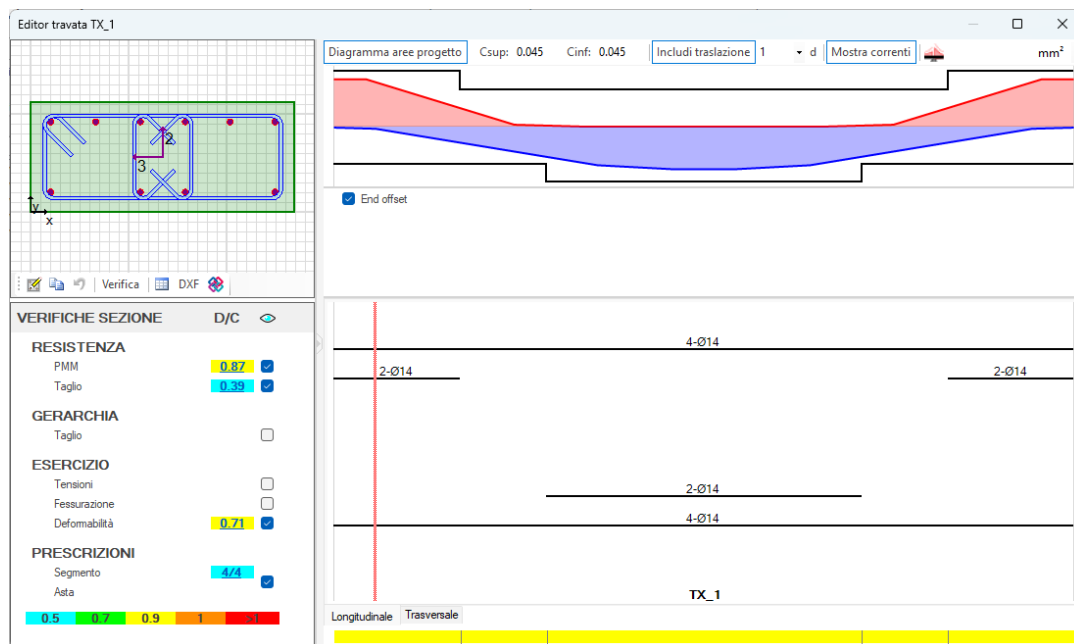 Editor travata TX_1
Diagramma aree progetto Csup: 0.045 Cinf: 0.045 Includi traslazione 1 d Mostra correnti mm²
2
3
y
x
End offset
Verifica DXF
VERIFICHE SEZIONE D/C
RESISTENZA
PMM 0.87
Taglio 0.39
GERARCHIA
Taglio
ESERCIZIO
Tensioni
Fessurazione
Deformabilità 0.71
PRESCRIZIONI
Segmento 4/4
Asta
0.5 0.7 0.9 1 >1
4-Ø14
2-Ø14 2-Ø14
2-Ø14
4-Ø14
TX_1
Longitudinale Trasversale